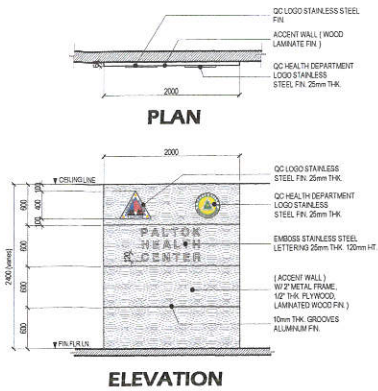 QC LOGO STAINLESS STEEL
FIN.
ACCENT WALL ( WOOD
LAMINATE FIN. )
QC HEALTH DEPARTMENT
LOGO STAINLESS
STEEL FIN. 25mm THK.
2000
PLAN
2000
CEILING LINE
QC LOGO STAINLESS
STEEL FIN. 25mm THK.
QC HEALTH DEPARTMENT
LOGO STAINLESS
STEEL FIN. 25mm THK
100
400
100
600
600
600
600
2400 (varies)
PALTOK
HEALTH
CENTER
EMBOSS STAINLESS STEEL
LETTERING 25mm THK. 120mm HT.
( ACCENT WALL )
W/ 2" METAL FRAME,
1/2" THK. PLYWOOD,
LAMINATED WOOD FIN. )
10mm THK. GROOVES
ALUMINUM FIN.
FIN. FLR. LN.
ELEVATION